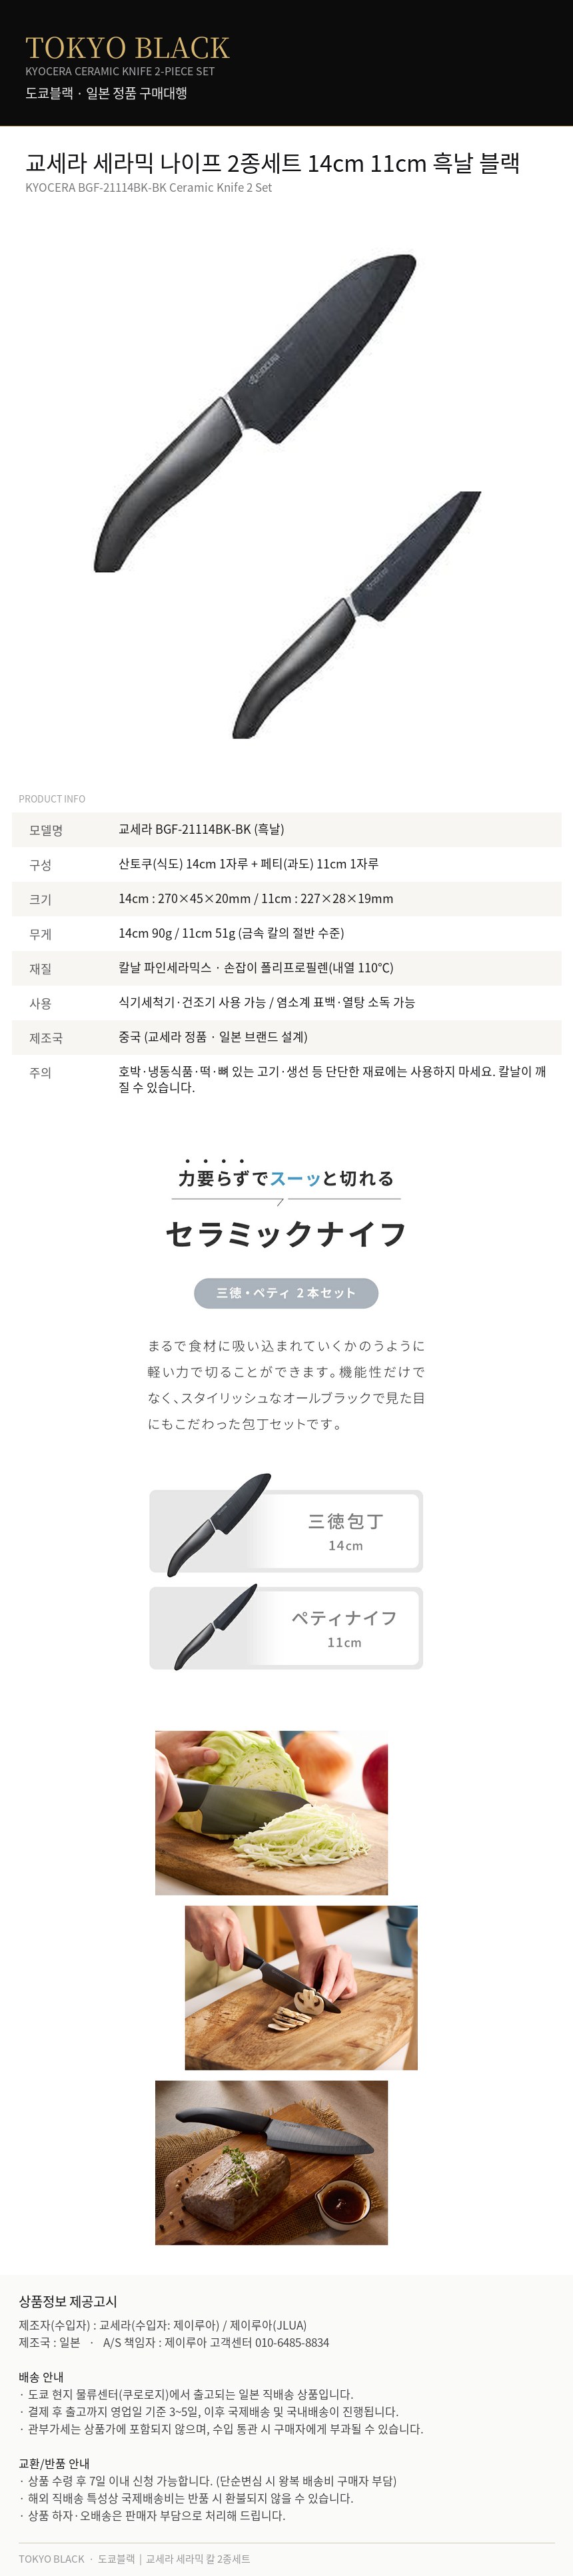 TOKYO BLACK
KYOCERA CERAMIC KNIFE 2-PIECE SET
도쿄블랙 · 일본 정품 구매대행
교세라 세라믹 나이프 2종세트 14cm 11cm 흑날 블랙
KYOCERA BGF-21114BK-BK Ceramic Knife 2 Set
KYOCERA
KYOCERA
PRODUCT INFO
모델명 교세라 BGF-21114BK-BK (흑날)
구성 산토쿠(식도) 14cm 1자루 + 페티(과도) 11cm 1자루
크기 14cm : 270×45×20mm / 11cm : 227×28×19mm
무게 14cm 90g / 11cm 51g (금속 칼의 절반 수준)
재질 칼날 파인세라믹스 · 손잡이 폴리프로필렌(내열 110℃)
사용 식기세척기·건조기 사용 가능 / 염소계 표백·열탕 소독 가능
제조국 중국 (교세라 정품 · 일본 브랜드 설계)
주의 호박·냉동식품·떡·뼈 있는 고기·생선 등 단단한 재료에는 사용하지 마세요. 칼날이 깨
질 수 있습니다.
力要らずでスーッと切れる
セラミックナイフ
三徳・ペティ 2本セット
まるで食材に吸い込まれていくかのうように
軽い力で切ることができます。機能性だけで
なく、スタイリッシュなオールブラックで見た目
にもこだわった包丁セットです。
三徳包丁
14cm
ペティナイフ
11cm
상품정보 제공고시
제조자(수입자) : 교세라(수입자: 제이루아) / 제이루아(JLUA)
제조국 : 일본 · A/S 책임자 : 제이루아 고객센터 010-6485-8834
배송 안내
· 도쿄 현지 물류센터(쿠로로지)에서 출고되는 일본 직배송 상품입니다.
· 결제 후 출고까지 영업일 기준 3~5일, 이후 국제배송 및 국내배송이 진행됩니다.
· 관부가세는 상품가에 포함되지 않으며, 수입 통관 시 구매자에게 부과될 수 있습니다.
교환/반품 안내
· 상품 수령 후 7일 이내 신청 가능합니다. (단순변심 시 왕복 배송비 구매자 부담)
· 해외 직배송 특성상 국제배송비는 반품 시 환불되지 않을 수 있습니다.
· 상품 하자·오배송은 판매자 부담으로 처리해 드립니다.
TOKYO BLACK · 도쿄블랙 | 교세라 세라믹 칼 2종세트